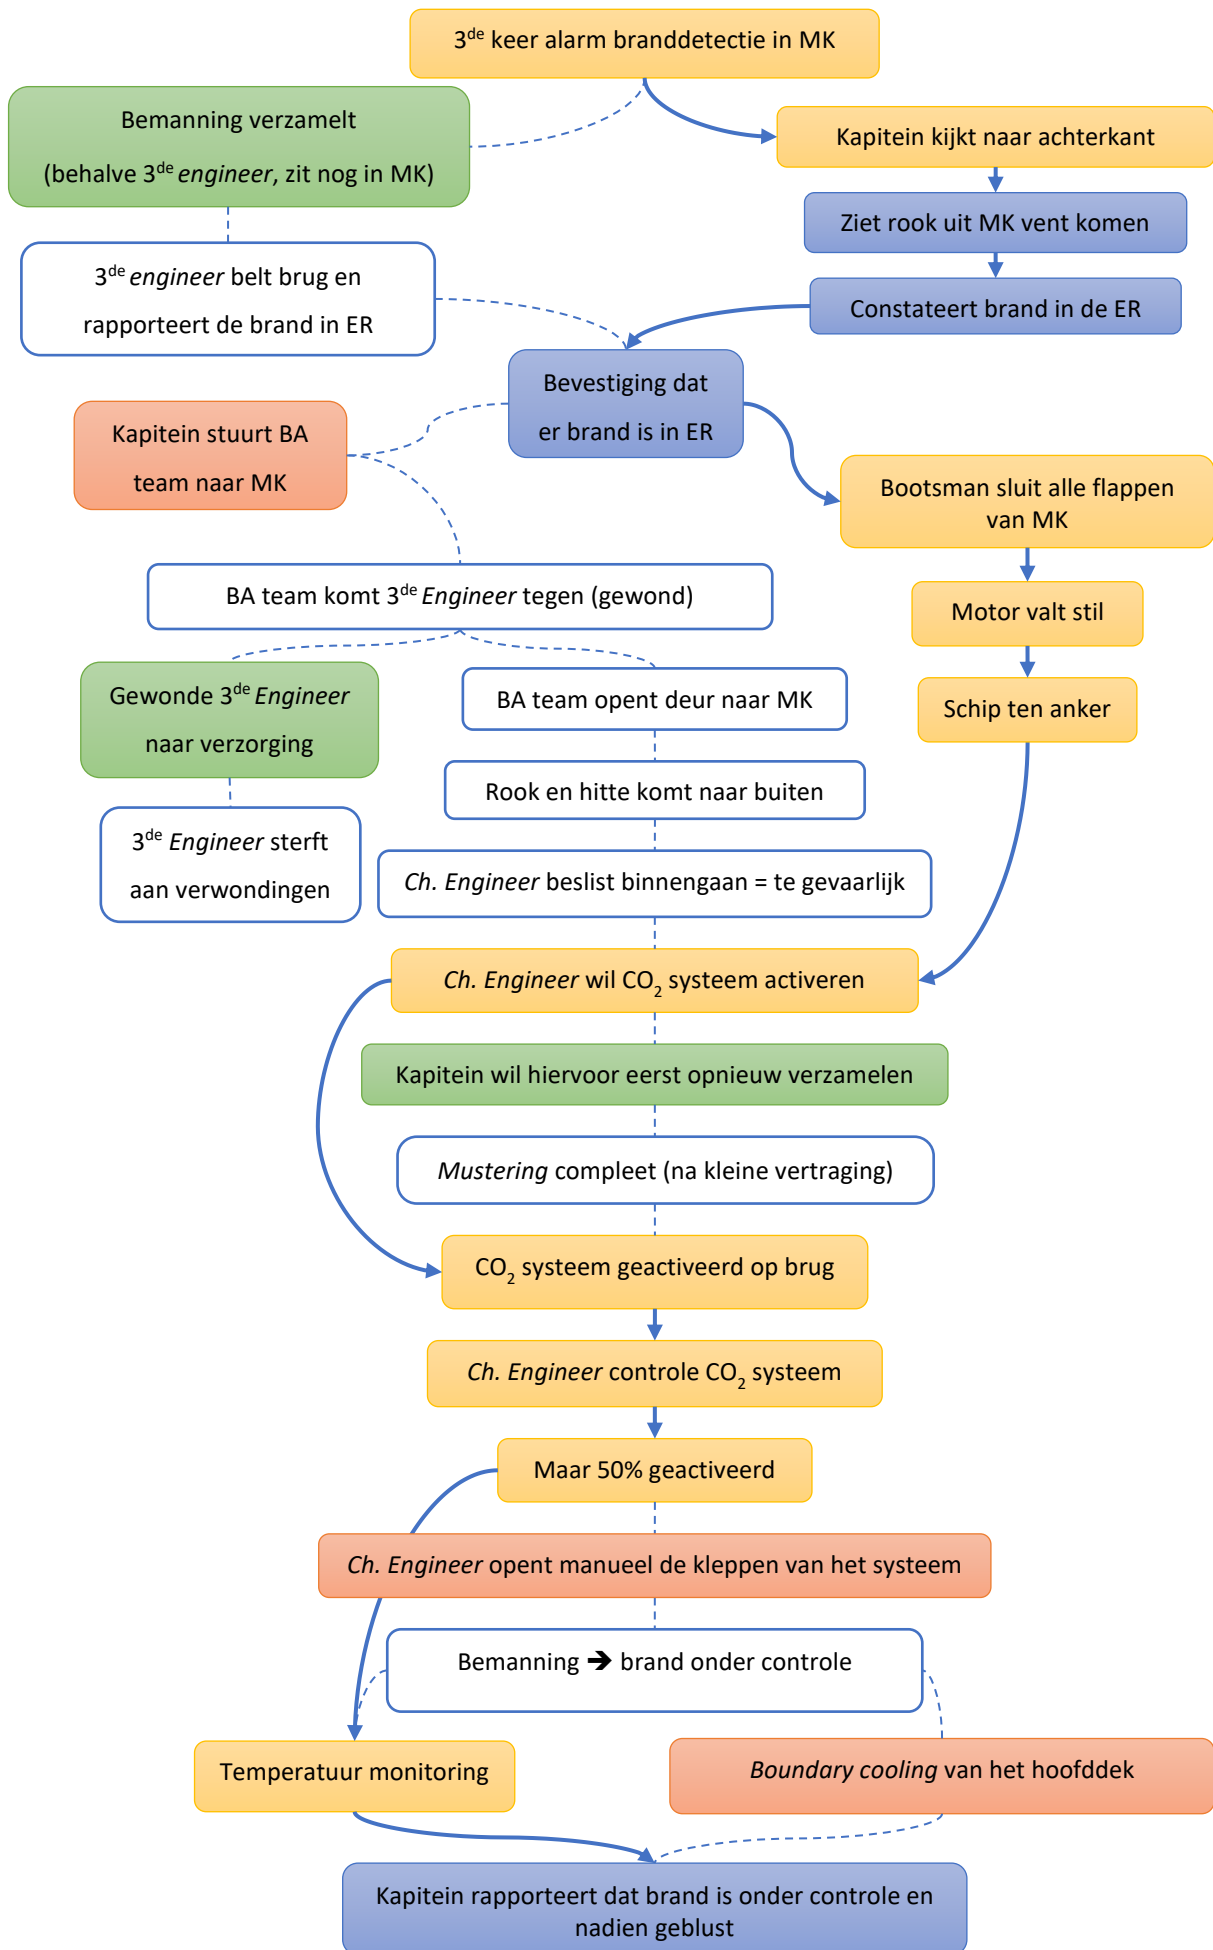 3de keer alarm branddetectie in MK
Bemanning verzamelt
(behalve 3de engineer, zit nog in MK)
Kapitein kijkt naar achterkant
Ziet rook uit MK vent komen
3de engineer belt brug en
rapporteert de brand in ER
Constateert brand in de ER
Bevestiging dat
er brand is in ER
Kapitein stuurt BA
team naar MK
Bootsman sluit alle flappen
van MK
BA team komt 3de Engineer tegen (gewond)
Motor valt stil
Gewonde 3de Engineer
naar verzorging
BA team opent deur naar MK
Schip ten anker
Rook en hitte komt naar buiten
3de Engineer sterft
aan verwondingen
Ch. Engineer beslist binnengaan = te gevaarlijk
Ch. Engineer wil CO2 systeem activeren
Kapitein wil hiervoor eerst opnieuw verzamelen
Mustering compleet (na kleine vertraging)
CO2 systeem geactiveerd op brug
Ch. Engineer controle CO2 systeem
Maar 50% geactiveerd
Ch. Engineer opent manueel de kleppen van het systeem
Bemanning ➔ brand onder controle
Temperatuur monitoring
Boundary cooling van het hoofddek
Kapitein rapporteert dat brand is onder controle en
nadien geblust